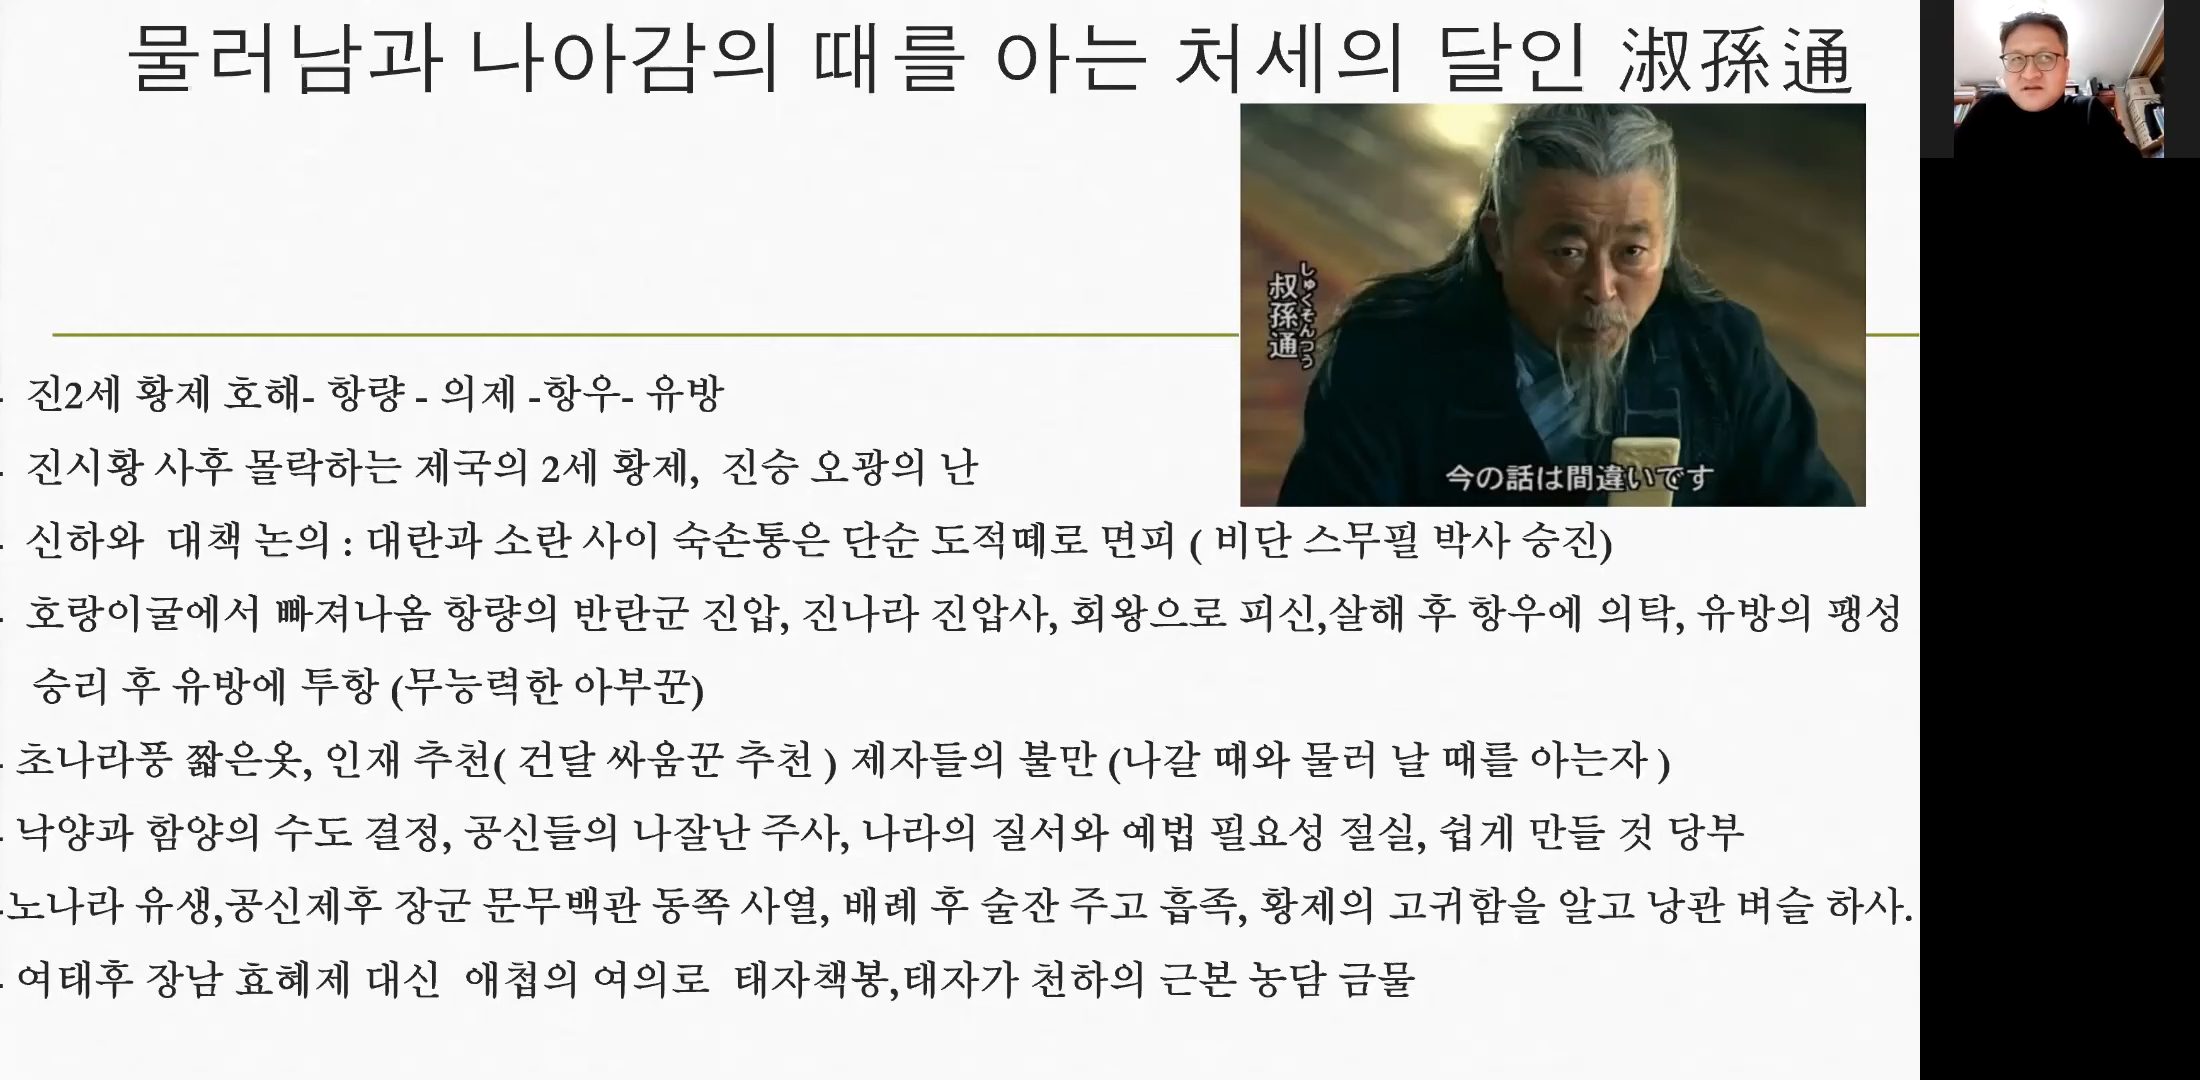 물러남과 나아감의 때를 아는 처세의 달인 淑孫通
しゅくそんつう
叔孫通
今の話は間違いです
- 진2세 황제 호해- 항량 - 의제 -항우- 유방
- 진시황 사후 몰락하는 제국의 2세 황제, 진승 오광의 난
- 신하와 대책 논의 : 대란과 소란 사이 숙손통은 단순 도적떼로 면피 ( 비단 스무필 박사 승진)
- 호랑이굴에서 빠져나옴 항량의 반란군 진압, 진나라 진압사, 회왕으로 피신,살해 후 항우에 의탁, 유방의 팽성
승리 후 유방에 투항 (무능력한 아부꾼)
- 초나라풍 짧은옷, 인재 추천( 건달 싸움꾼 추천 ) 제자들의 불만 (나갈 때와 물러 날 때를 아는자 )
- 낙양과 함양의 수도 결정, 공신들의 나잘난 주사, 나라의 질서와 예법 필요성 절실, 쉽게 만들 것 당부
-노나라 유생,공신제후 장군 문무백관 동쪽 사열, 배례 후 술잔 주고 흡족, 황제의 고귀함을 알고 낭관 벼슬 하사.
- 여태후 장남 효혜제 대신 애첩의 여의로 태자책봉,태자가 천하의 근본 농담 금물